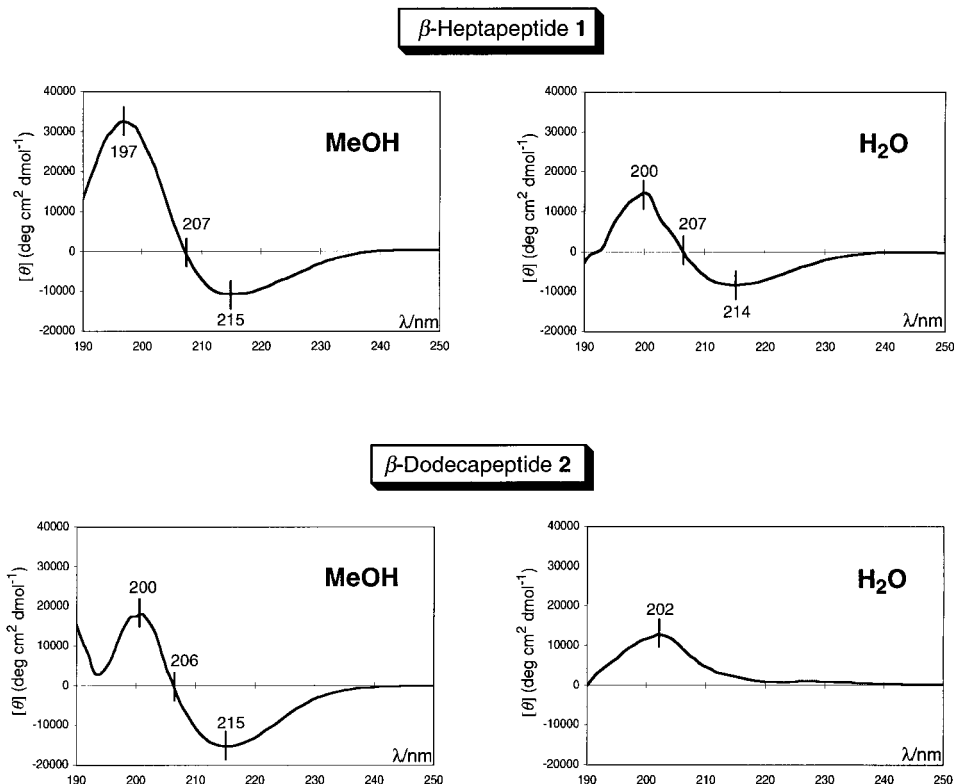 β-Heptapeptide 1
[θ] (deg cm² dmol⁻¹)
40000
30000
20000
10000
0
-10000
-20000
MeOH
197
207
215
λ/nm
190 200 210 220 230 240 250
[θ] (deg cm² dmol⁻¹)
40000
30000
20000
10000
0
-10000
-20000
H₂O
200
207
214
λ/nm
190 200 210 220 230 240 250
β-Dodecapeptide 2
[θ] (deg cm² dmol⁻¹)
40000
30000
20000
10000
0
-10000
-20000
MeOH
200
206
215
λ/nm
190 200 210 220 230 240 250
[θ] (deg cm² dmol⁻¹)
40000
30000
20000
10000
0
-10000
-20000
H₂O
202
λ/nm
190 200 210 220 230 240 250